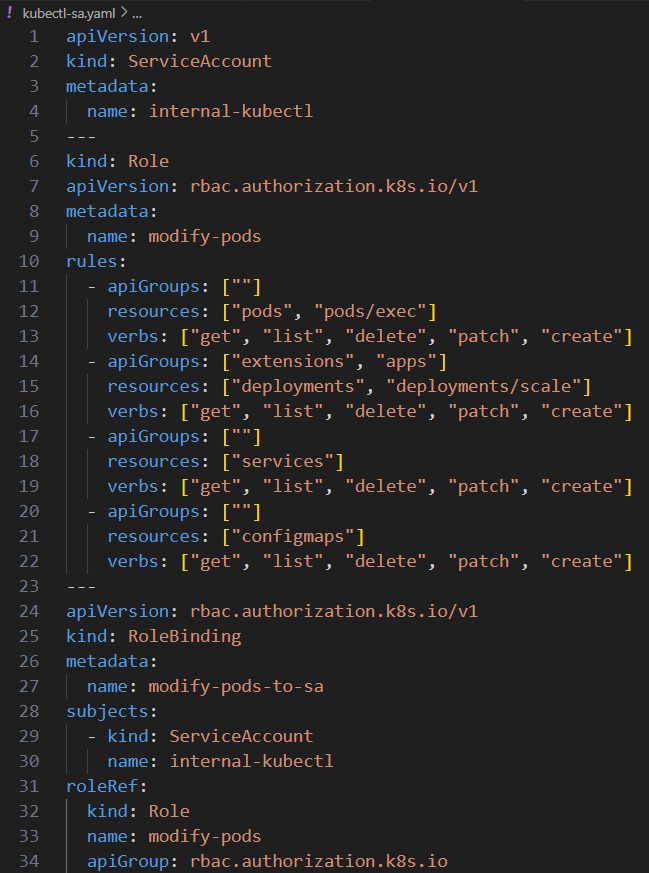 ! kubectl-sa.yaml > ...
1 apiVersion: v1
2 kind: ServiceAccount
3 metadata:
4   name: internal-kubectl
5 ---
6 kind: Role
7 apiVersion: rbac.authorization.k8s.io/v1
8 metadata:
9   name: modify-pods
10 rules:
11   - apiGroups: [""]
12     resources: ["pods", "pods/exec"]
13     verbs: ["get", "list", "delete", "patch", "create"]
14   - apiGroups: ["extensions", "apps"]
15     resources: ["deployments", "deployments/scale"]
16     verbs: ["get", "list", "delete", "patch", "create"]
17   - apiGroups: [""]
18     resources: ["services"]
19     verbs: ["get", "list", "delete", "patch", "create"]
20   - apiGroups: [""]
21     resources: ["configmaps"]
22     verbs: ["get", "list", "delete", "patch", "create"]
23 ---
24 apiVersion: rbac.authorization.k8s.io/v1
25 kind: RoleBinding
26 metadata:
27   name: modify-pods-to-sa
28 subjects:
29   - kind: ServiceAccount
30     name: internal-kubectl
31 roleRef:
32   kind: Role
33   name: modify-pods
34   apiGroup: rbac.authorization.k8s.io